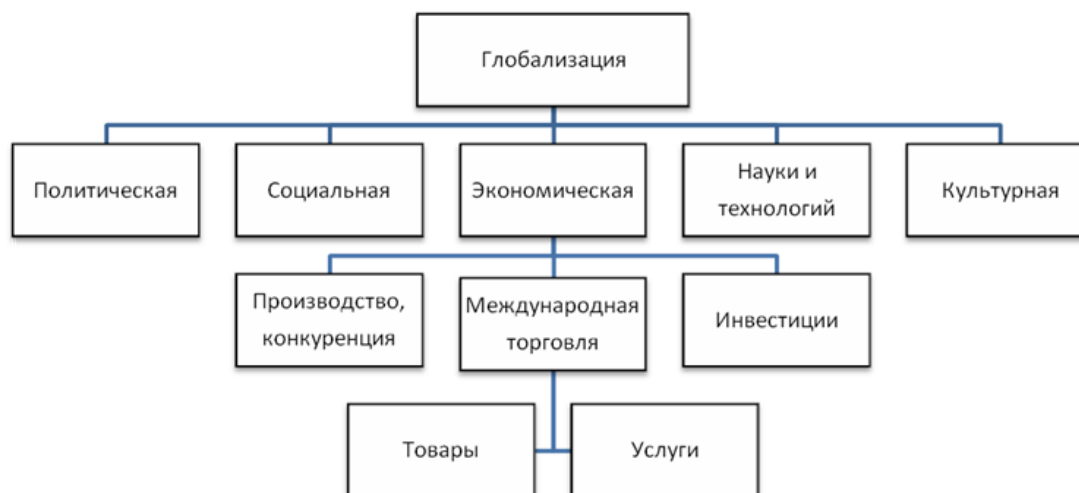 Глобализация
Политическая
Социальная
Экономическая
Науки и
технологий
Культурная
Производство,
конкуренция
Международная
торговля
Инвестиции
Товары
Услуги